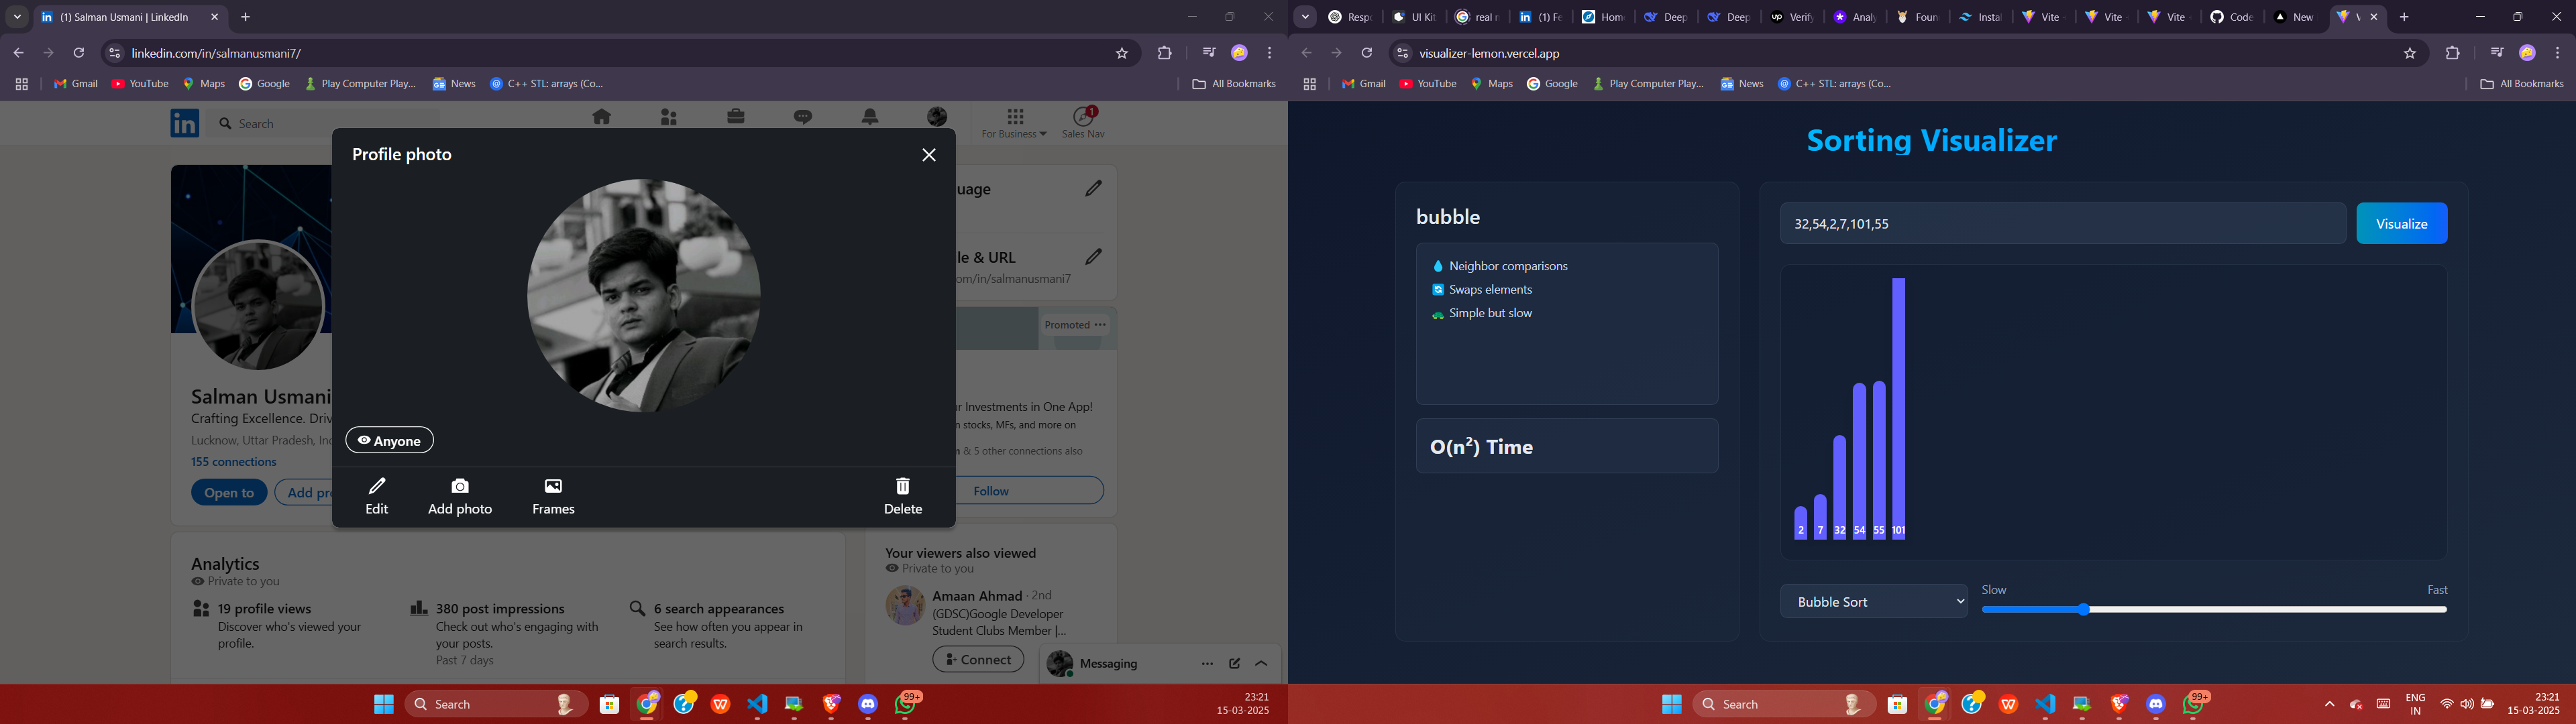 (1) Salman Usmani | LinkedIn
linkedin.com/in/salmanusmani7/
Gmail YouTube Maps Google Play Computer Play... News C++ STL: arrays (Co... All Bookmarks
Search
For Business Sales Nav 1
Profile photo
uage
le & URL
om/in/salmanusmani7
Promoted
Salman Usmani
Crafting Excellence. Driv
Lucknow, Uttar Pradesh, Inc
155 connections
Open to Add pr
r Investments in One App!
n stocks, MFs, and more on
& 5 other connections also
Follow
Anyone
Edit Add photo Frames Delete
Analytics
Private to you
19 profile views
Discover who's viewed your
profile.
380 post impressions
Check out who's engaging with
your posts.
Past 7 days
6 search appearances
See how often you appear in
search results.
Your viewers also viewed
Private to you
Amaan Ahmad · 2nd
(GDSC)Google Developer
Student Clubs Member |...
Connect
Messaging
Search 99+
23:21
15-03-2025
Respo UI Kit real n (1) Fe Hom Deep Deep Verify Analy Foun Instal Vite Vite Vite Code New V
visualizer-lemon.vercel.app
Gmail YouTube Maps Google Play Computer Play... News C++ STL: arrays (Co... All Bookmarks
Sorting Visualizer
bubble
Neighbor comparisons
Swaps elements
Simple but slow
O(n²) Time
32,54,2,7,101,55 Visualize
2 7 32 54 55 101
Bubble Sort
Slow Fast
Search 99+
ENG
IN
23:21
15-03-2025